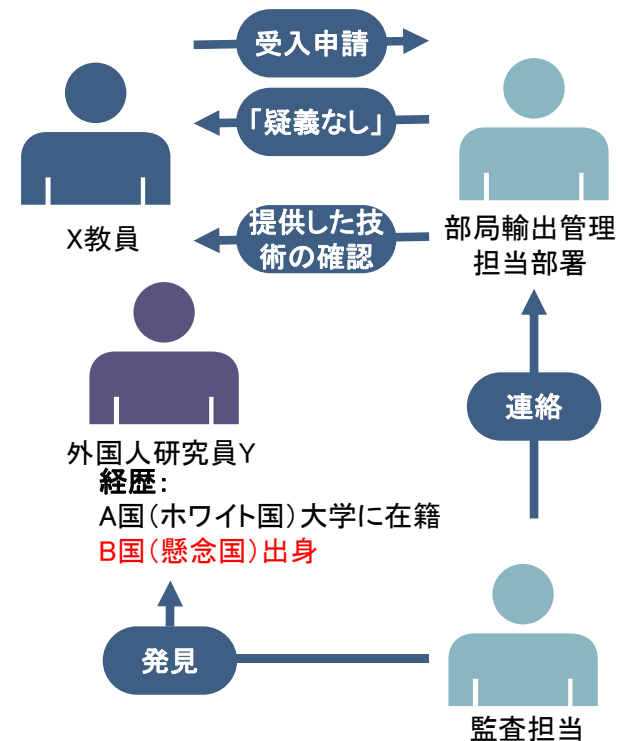 受入申請
「疑義なし」
提供した技
術の確認
X教員
部局輸出管理
担当部署
連絡
外国人研究員Y
経歴：
A国（ホワイト国）大学に在籍
B国（懸念国）出身
発見
監査担当